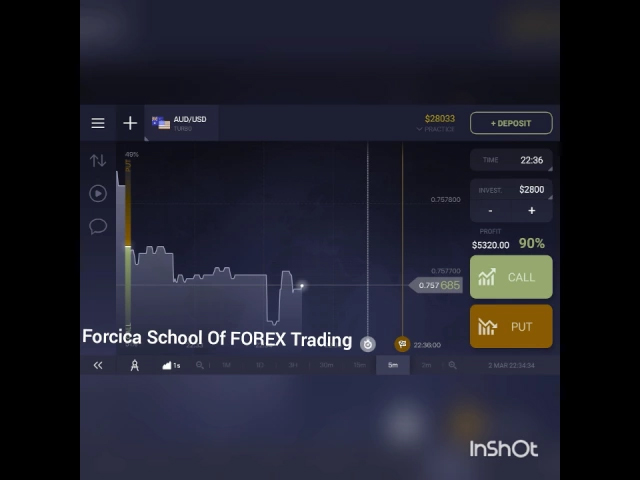 AUD/USD
TURBO
$28033
PRACTICE
+ DEPOSIT
40%
TIME 22:36
INVEST. $2800
0.757800
- +
PROFIT
$5320.00 90%
0.757700
CALL
0.757685
PUT
Forcica School Of FOREX Trading
22:36:00
1s
5m
2m
2 MAR 22:34:34
InShOt